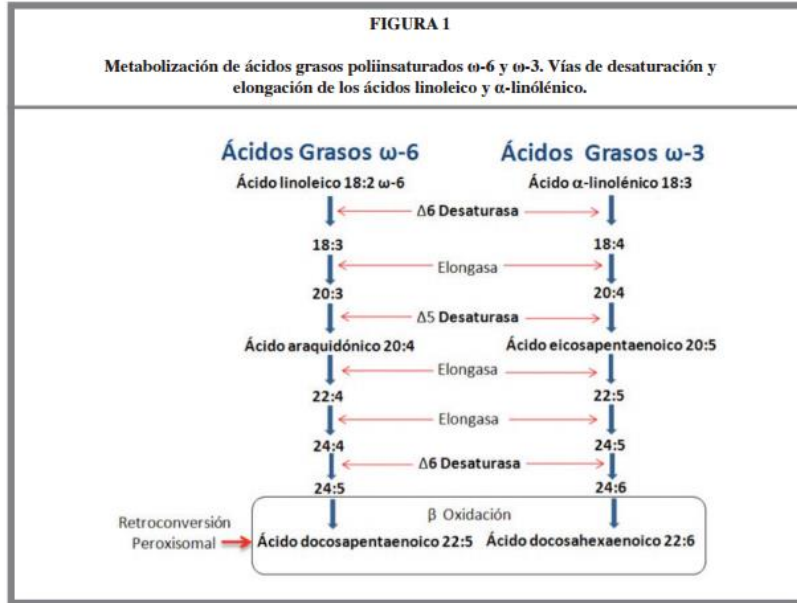 FIGURA 1
Metabolización de ácidos grasos poliinsaturados ω-6 y ω-3. Vías de desaturación y
elongación de los ácidos linoleico y α-linólénico.
Ácidos Grasos ω-6
Ácidos Grasos ω-3
Ácido linoleico 18:2 ω-6
Ácido α-linolénico 18:3
Δ6 Desaturasa
18:3
18:4
Elongasa
20:3
20:4
Δ5 Desaturasa
Ácido araquidónico 20:4
Ácido eicosapentaenoico 20:5
Elongasa
22:4
22:5
Elongasa
24:4
24:5
Δ6 Desaturasa
24:5
24:6
β Oxidación
Retroconversión
Peroxisomal
Ácido docosapentaenoico 22:5
Ácido docosahexaenoico 22:6